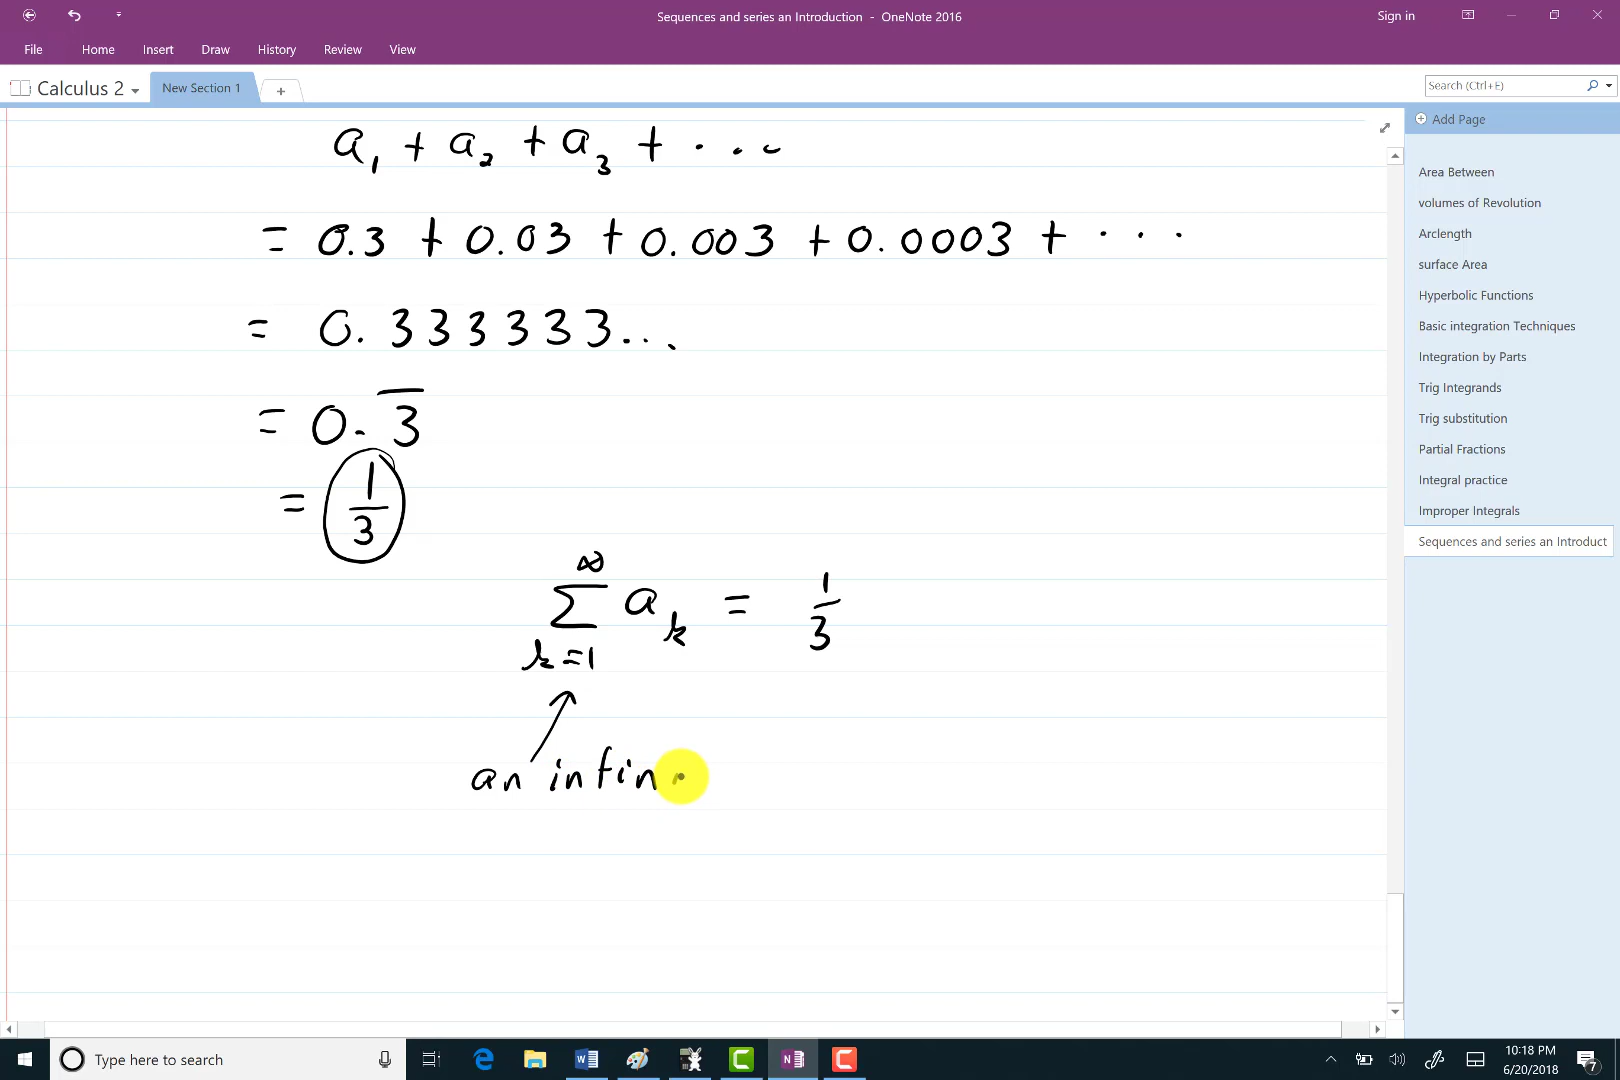 Sequences and series an Introduction - OneNote 2016
Sign in
File Home Insert Draw History Review View
Calculus 2
New Section 1
+
Search (Ctrl+E)
a₁ + a₂ + a₃ + ...
= 0.3 + 0.03 + 0.003 + 0.0003 + ...
= 0.333333...
= 0.3̅
= 1/3
∞
∑ aₖ = 1/3
k=1
an infin
Add Page
Area Between
volumes of Revolution
Arclength
surface Area
Hyperbolic Functions
Basic integration Techniques
Integration by Parts
Trig Integrands
Trig substitution
Partial Fractions
Integral practice
Improper Integrals
Sequences and series an Introduct
Type here to search
10:18 PM
6/20/2018
7